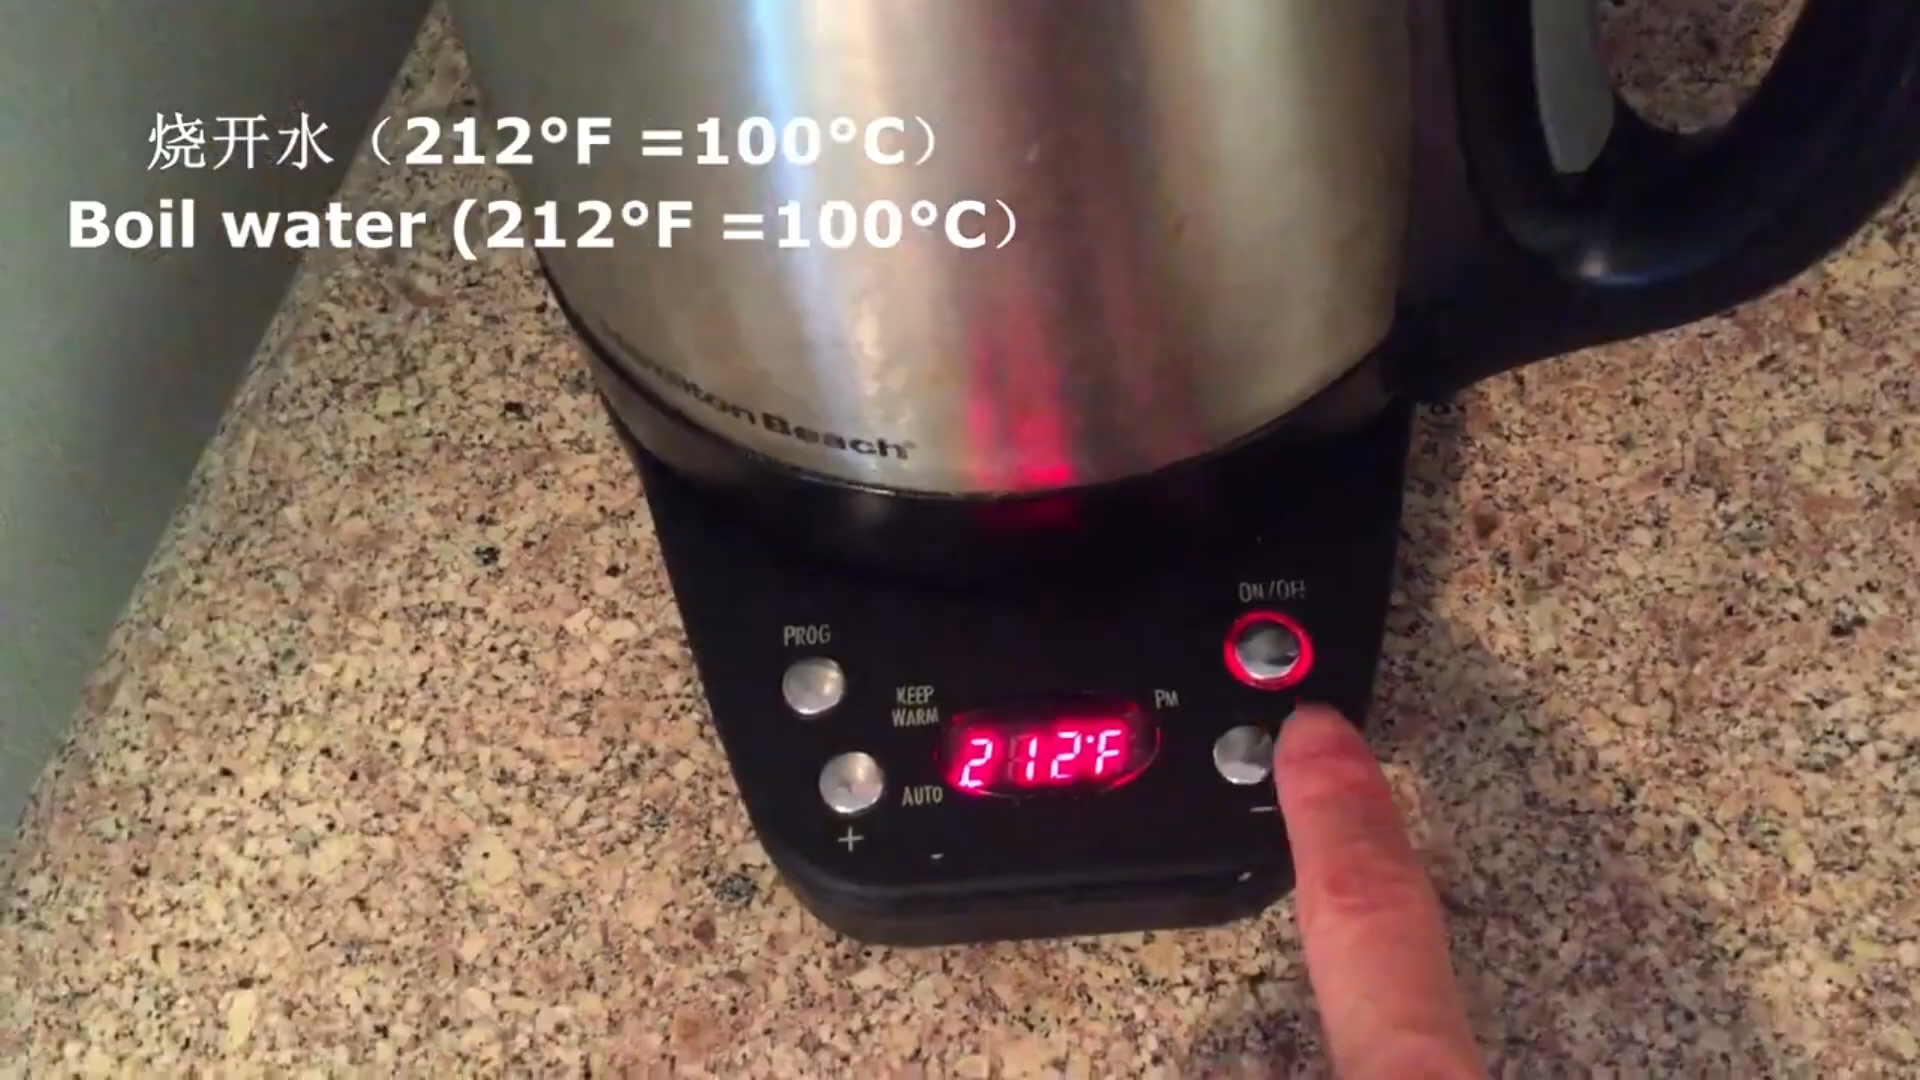 烧开水（212°F =100°C）
Boil water (212°F =100°C）
Beach®
ON/OFF
PROG
KEEP
WARM
PM
212°F
AUTO
+
−